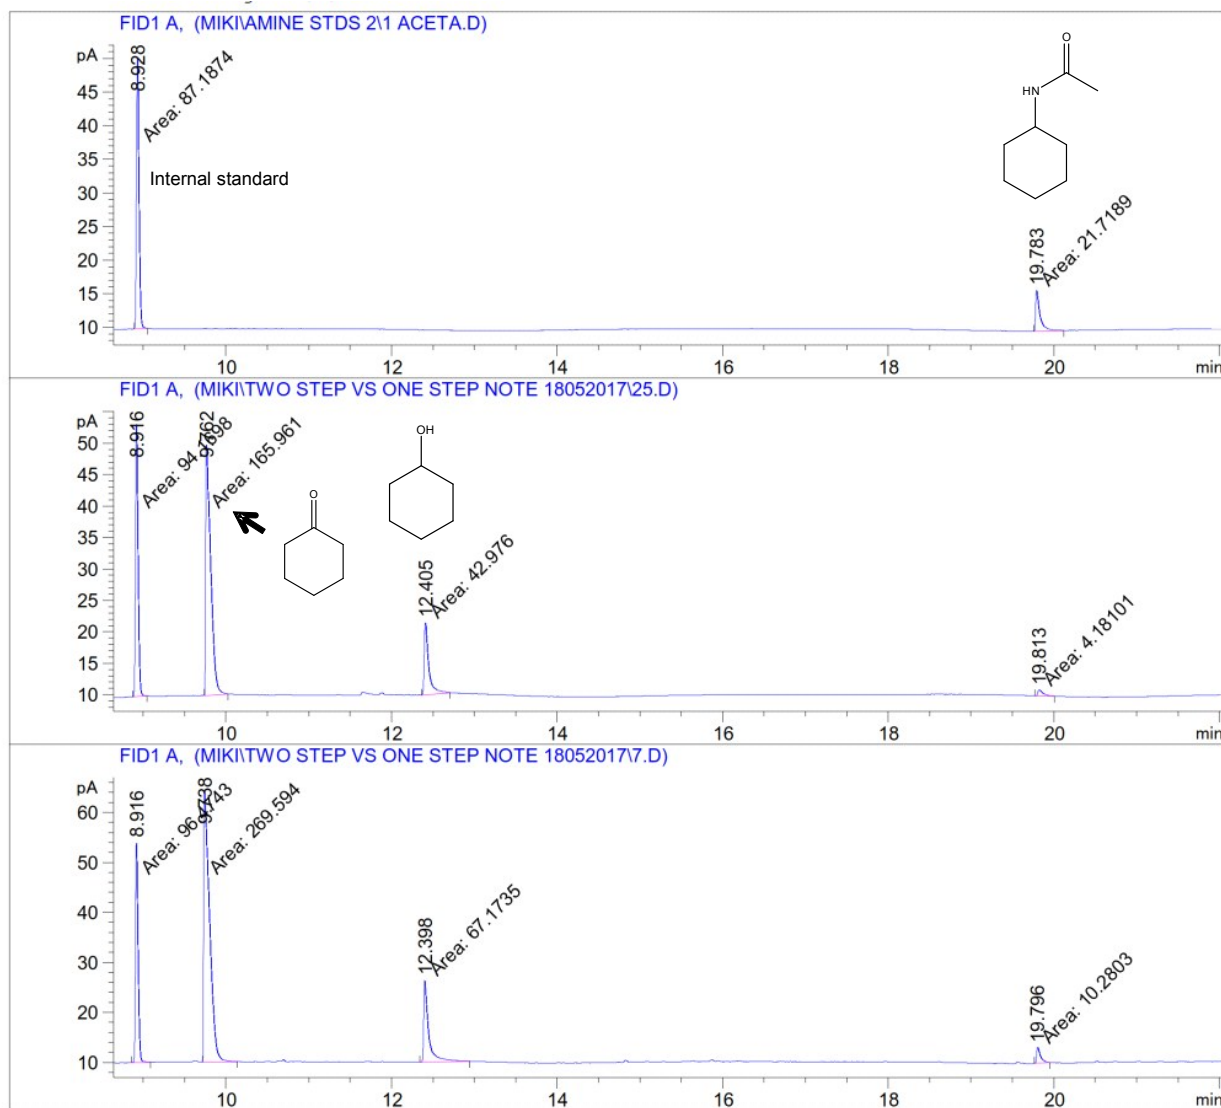 FID1 A, (MIKI\AMINE STDS 2\1 ACETA.D)
pA
8.928
Area: 87.1874
Internal standard
O
HN
19.783
Area: 21.7189
45
40
35
30
25
20
15
10
10 12 14 16 18 20 min
FID1 A, (MIKI\TWO STEP VS ONE STEP NOTE 18052017\25.D)
pA
8.916
9.762
Area: 165.961
O
OH
12.405
Area: 42.976
19.813
Area: 4.18101
50
45
40
35
30
25
20
15
10
10 12 14 16 18 20 min
FID1 A, (MIKI\TWO STEP VS ONE STEP NOTE 18052017\7.D)
pA
8.916
9.738
Area: 269.594
12.398
Area: 67.1735
19.796
Area: 10.2803
60
50
40
30
20
10
10 12 14 16 18 20 min